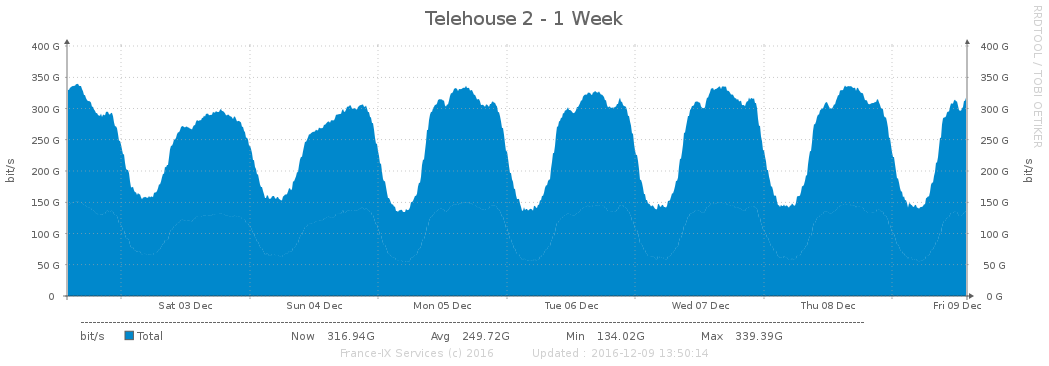 Telehouse 2 - 1 Week
RRDTOOL / TOBI OETIKER
400 G 400 G
350 G 350 G
300 G 300 G
250 G 250 G
200 G 200 G
150 G 150 G
100 G 100 G
50 G 50 G
0 0 G
bit/s bit/s
Sat 03 Dec Sun 04 Dec Mon 05 Dec Tue 06 Dec Wed 07 Dec Thu 08 Dec Fri 09 Dec
bit/s Total Now 316.94G Avg 249.72G Min 134.02G Max 339.39G
France-IX Services (c) 2016 Updated : 2016-12-09 13:50:14